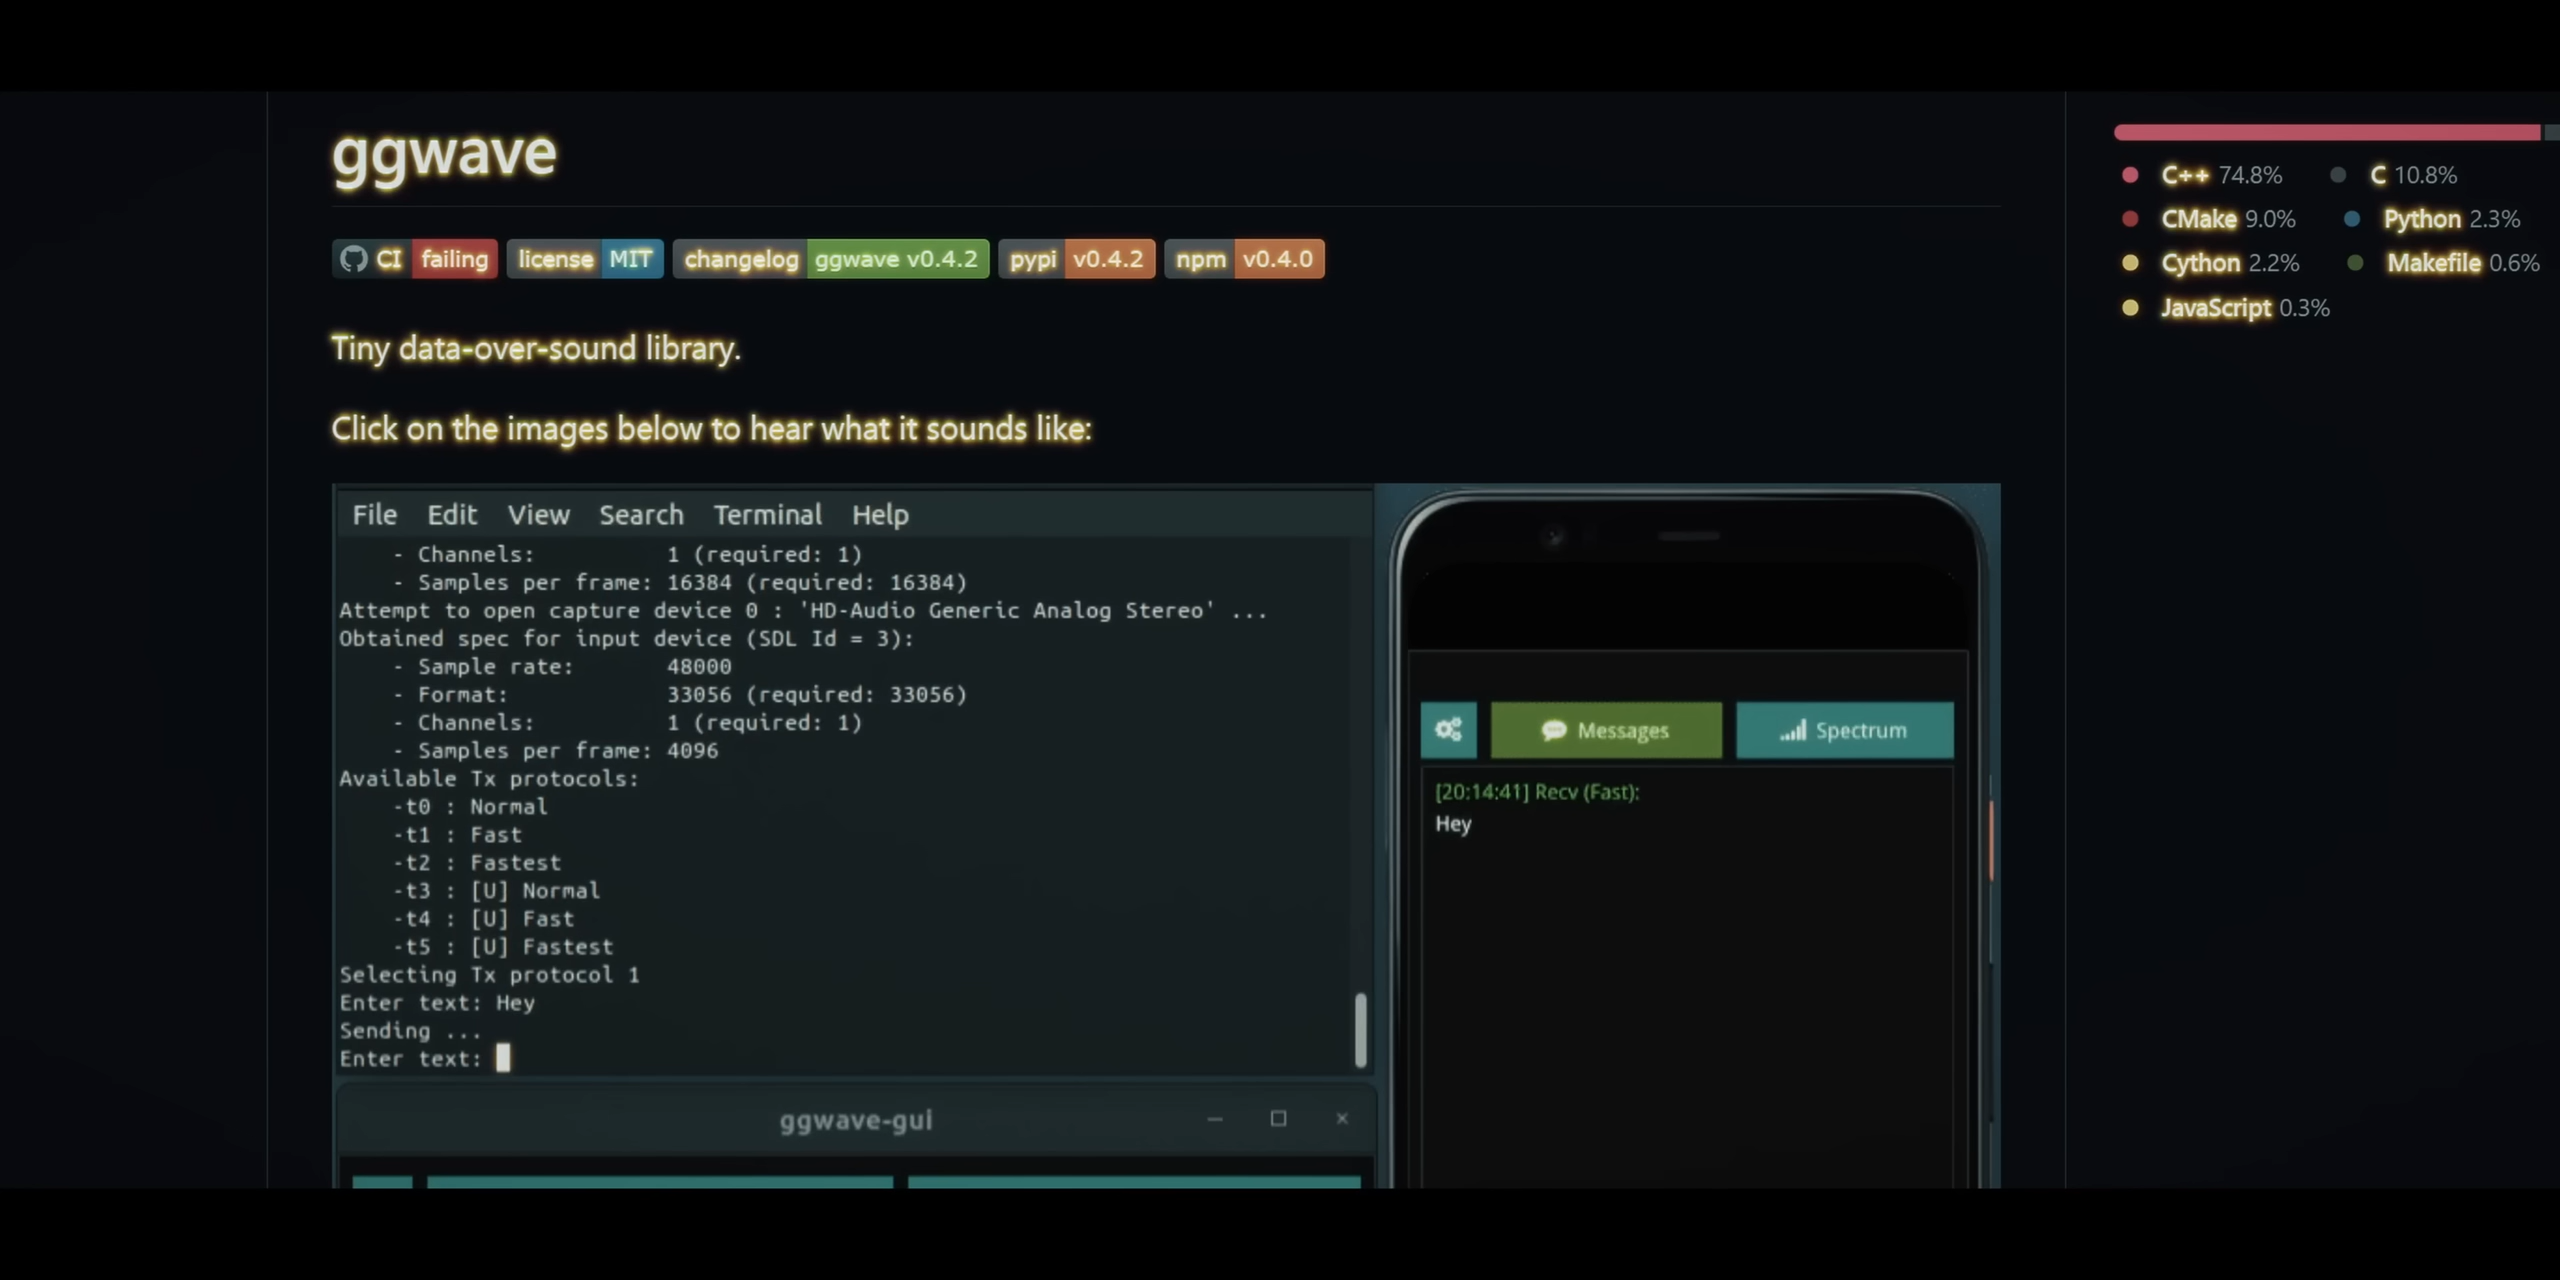 ggwave
CI failing license MIT changelog ggwave v0.4.2 pypi v0.4.2 npm v0.4.0
Tiny data-over-sound library.
Click on the images below to hear what it sounds like:
File Edit View Search Terminal Help
- Channels: 1 (required: 1)
- Samples per frame: 16384 (required: 16384)
Attempt to open capture device 0 : 'HD-Audio Generic Analog Stereo' ...
Obtained spec for input device (SDL Id = 3):
- Sample rate: 48000
- Format: 33056 (required: 33056)
- Channels: 1 (required: 1)
- Samples per frame: 4096
Available Tx protocols:
-t0 : Normal
-t1 : Fast
-t2 : Fastest
-t3 : [U] Normal
-t4 : [U] Fast
-t5 : [U] Fastest
Selecting Tx protocol 1
Enter text: Hey
Sending ...
Enter text:
ggwave-gui
Messages Spectrum
[20:14:41] Recv (Fast):
Hey
C++ 74.8% C 10.8%
CMake 9.0% Python 2.3%
Cython 2.2% Makefile 0.6%
JavaScript 0.3%